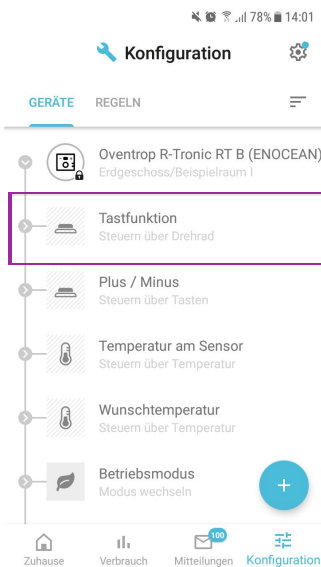 78% 14:01
Konfiguration
GERÄTE REGELN
Oventrop R-Tronic RT B (ENOCEAN)
Erdgeschoss/Beispielraum I
Tastfunktion
Steuern über Drehrad
Plus / Minus
Steuern über Tasten
Temperatur am Sensor
Steuern über Temperatur
Wunschtemperatur
Steuern über Temperatur
Betriebsmodus
Modus wechseln
+
100
Zuhause Verbrauch Mitteilungen Konfiguration